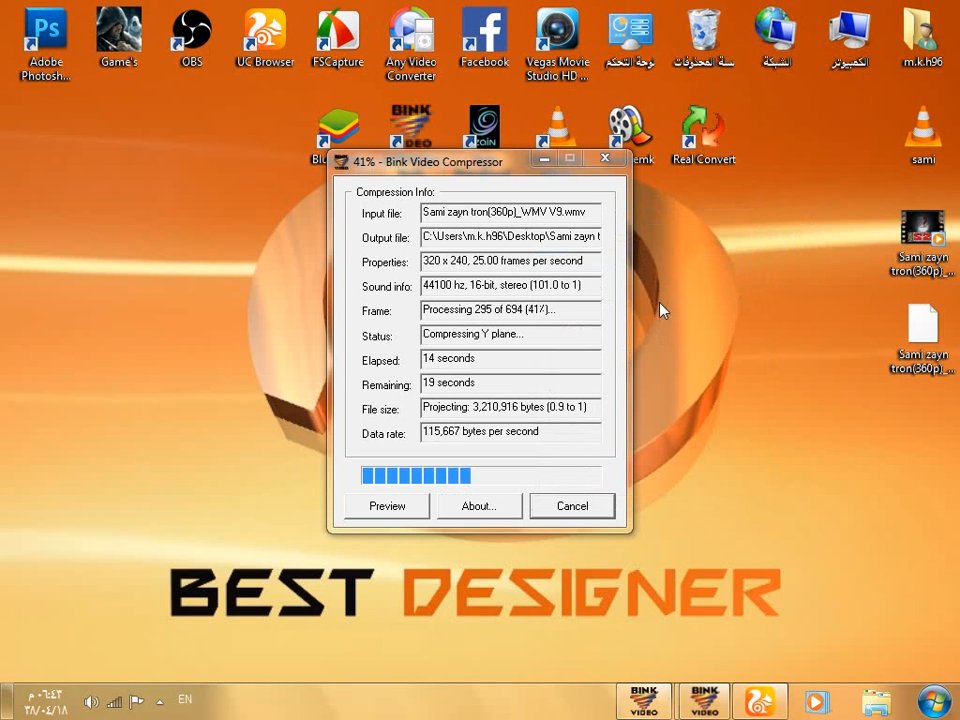 Adobe
Photosh...
Game's
OBS
UC Browser
FSCapture
Any Video
Converter
Facebook
Vegas Movie
Studio HD ...
لوحة التحكم
سلة المحذوفات
الشبكة
الكمبيوتر
m.k.h96
BINK
Real Convert
sami
41% - Bink Video Compressor
Compression Info:
Input file: Sami zayn tron(360p)_WMV V9.wmv
Output file: C:\Users\m.k.h96\Desktop\Sami zayn t
Properties: 320 x 240, 25.00 frames per second
Sound info: 44100 hz, 16-bit, stereo (101.0 to 1)
Frame: Processing 295 of 694 (41%)...
Status: Compressing Y plane...
Elapsed: 14 seconds
Remaining: 19 seconds
File size: Projecting: 3,210,916 bytes (0.9 to 1)
Data rate: 115,667 bytes per second
Preview
About...
Cancel
Sami zayn
tron(360p)_...
Sami zayn
tron(360p)_...
BEST DESIGNER
٠٦:٤٣ م
٣٨/٠٤/١٨
EN
BINK
VIDEO
BINK
VIDEO